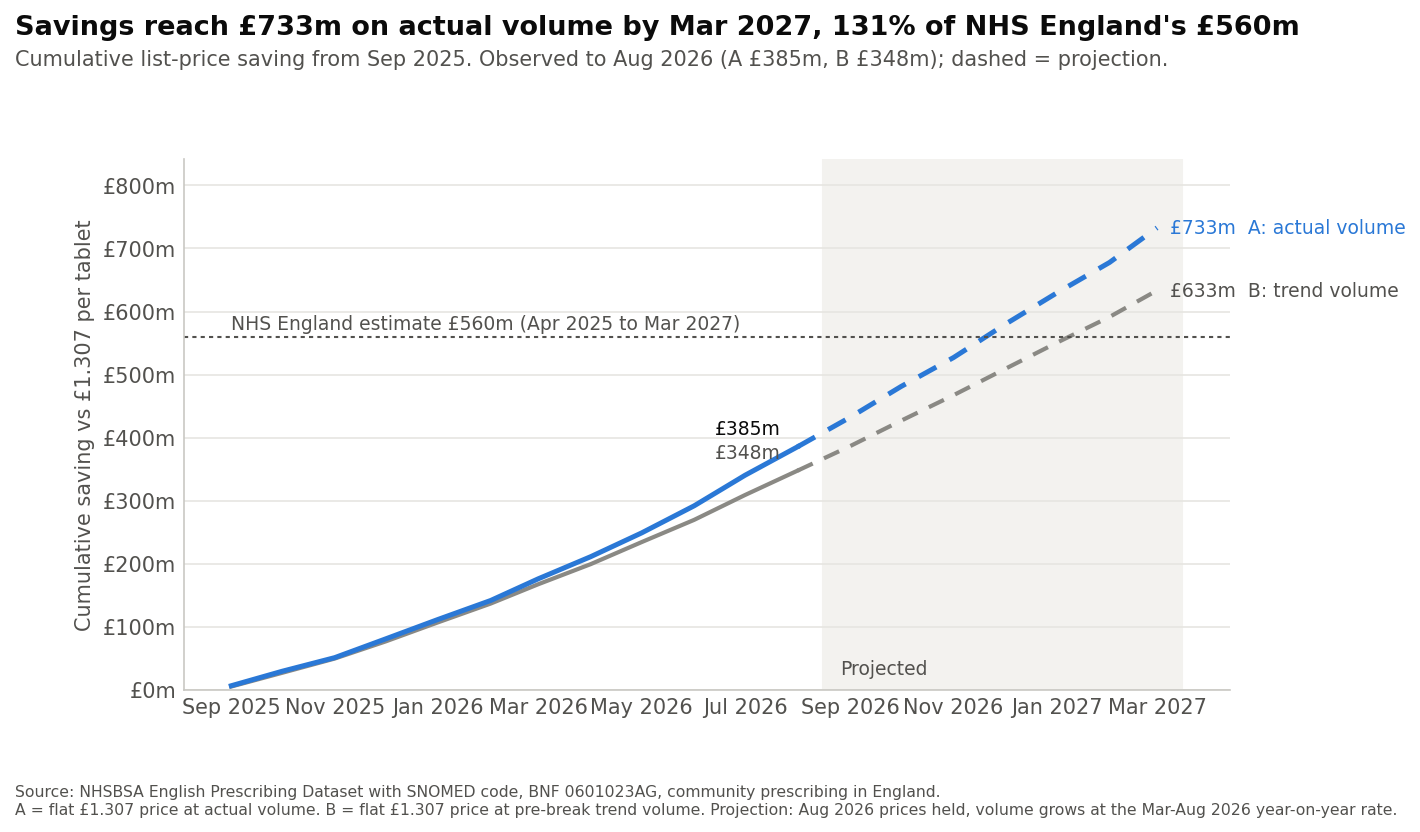 Savings reach £733m on actual volume by Mar 2027, 131% of NHS England's £560m
Cumulative list-price saving from Sep 2025. Observed to Aug 2026 (A £385m, B £348m); dashed = projection.
Cumulative saving vs £1.307 per tablet
£800m
£700m
£600m
£500m
£400m
£300m
£200m
£100m
£0m
NHS England estimate £560m (Apr 2025 to Mar 2027)
£733m A: actual volume
£633m B: trend volume
£385m
£348m
Projected
Sep 2025 Nov 2025 Jan 2026 Mar 2026 May 2026 Jul 2026 Sep 2026 Nov 2026 Jan 2027 Mar 2027
Source: NHSBSA English Prescribing Dataset with SNOMED code, BNF 0601023AG, community prescribing in England.
A = flat £1.307 price at actual volume. B = flat £1.307 price at pre-break trend volume. Projection: Aug 2026 prices held, volume grows at the Mar-Aug 2026 year-on-year rate.